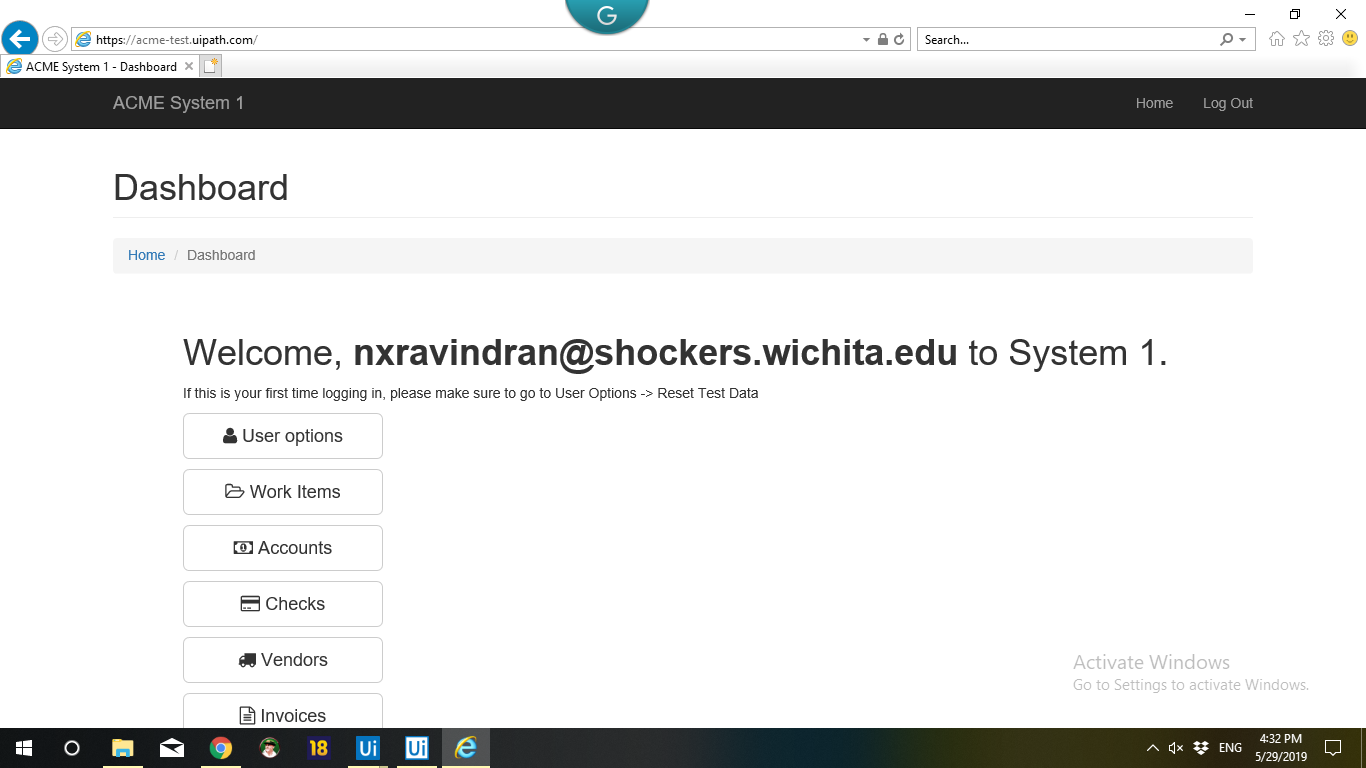 G
https://acme-test.uipath.com/
Search...
ACME System 1 - Dashboard
ACME System 1
Home
Log Out
Dashboard
Home / Dashboard
Welcome, nxravindran@shockers.wichita.edu to System 1.
If this is your first time logging in, please make sure to go to User Options -> Reset Test Data
User options
Work Items
Accounts
Checks
Vendors
Invoices
Activate Windows
Go to Settings to activate Windows.
18
Ui
Ui
ENG
4:32 PM
5/29/2019